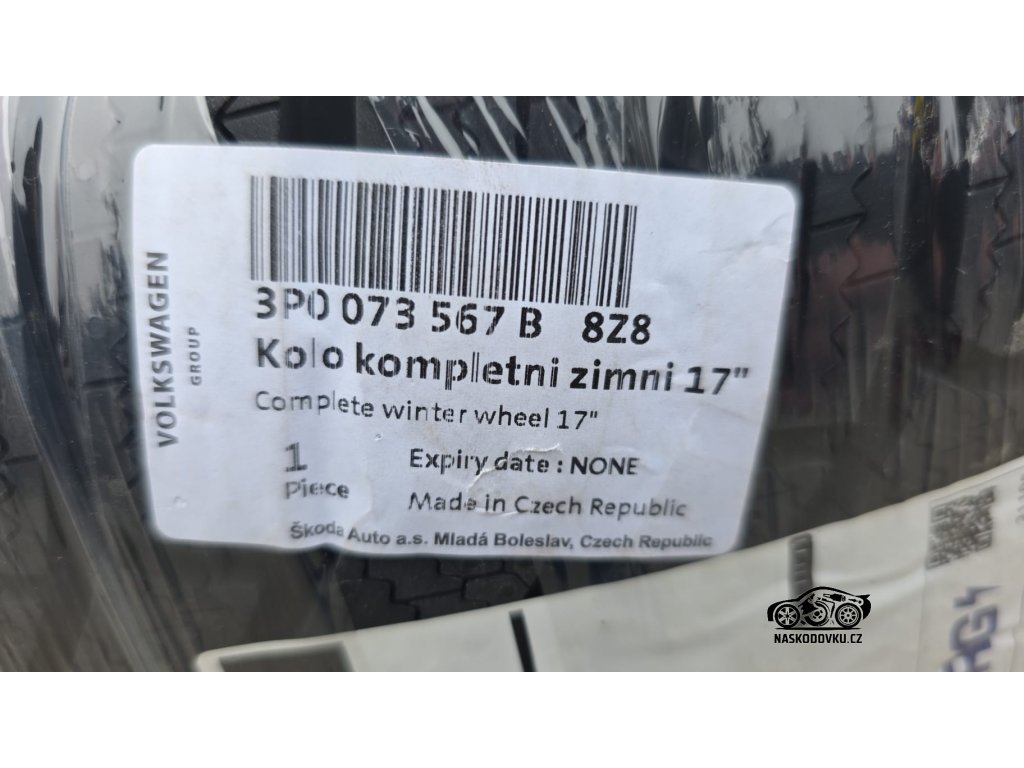 VOLKSWAGEN
GROUP
3P0 073 567 B 8Z8
Kolo kompletni zimni 17"
Complete winter wheel 17"
1
Piece
Expiry date : NONE
Made in Czech Republic
Škoda Auto a.s. Mladá Boleslav, Czech Republic
NASKODOVKU.CZ